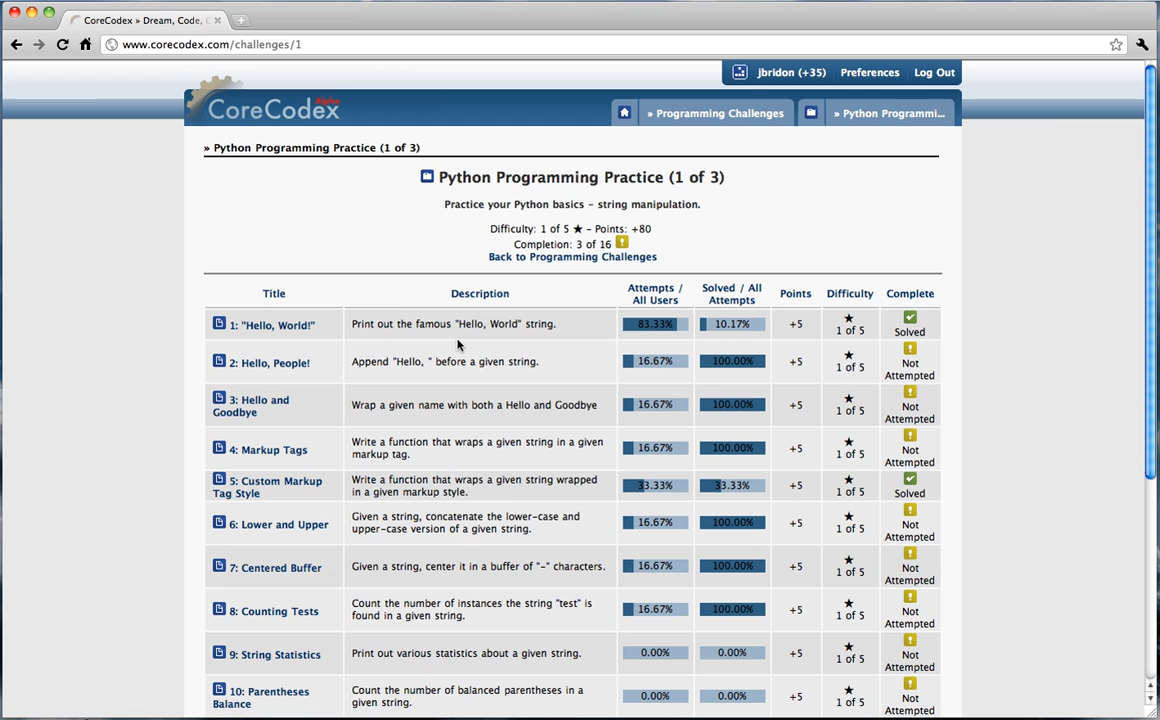 CoreCodex » Dream, Code, C
www.corecodex.com/challenges/1
jbridon (+35) Preferences Log Out
CoreCodex Alpha
» Programming Challenges » Python Programmi...
» Python Programming Practice (1 of 3)
Python Programming Practice (1 of 3)
Practice your Python basics - string manipulation.
Difficulty: 1 of 5 ★ - Points: +80
Completion: 3 of 16
Back to Programming Challenges
Title Description Attempts / All Users Solved / All Attempts Points Difficulty Complete
1: "Hello, World!" Print out the famous "Hello, World" string. 83.33% 10.17% +5 ★ 1 of 5 Solved
2: Hello, People! Append "Hello, " before a given string. 16.67% 100.00% +5 ★ 1 of 5 Not Attempted
3: Hello and Goodbye Wrap a given name with both a Hello and Goodbye 16.67% 100.00% +5 ★ 1 of 5 Not Attempted
4: Markup Tags Write a function that wraps a given string in a given markup tag. 16.67% 100.00% +5 ★ 1 of 5 Not Attempted
5: Custom Markup Tag Style Write a function that wraps a given string wrapped in a given markup style. 33.33% 33.33% +5 ★ 1 of 5 Solved
6: Lower and Upper Given a string, concatenate the lower-case and upper-case version of a given string. 16.67% 100.00% +5 ★ 1 of 5 Not Attempted
7: Centered Buffer Given a string, center it in a buffer of "-" characters. 16.67% 100.00% +5 ★ 1 of 5 Not Attempted
8: Counting Tests Count the number of instances the string "test" is found in a given string. 16.67% 100.00% +5 ★ 1 of 5 Not Attempted
9: String Statistics Print out various statistics about a given string. 0.00% 0.00% +5 ★ 1 of 5 Not Attempted
10: Parentheses Balance Count the number of balanced parentheses in a given string. 0.00% 0.00% +5 ★ 1 of 5 Not Attempted